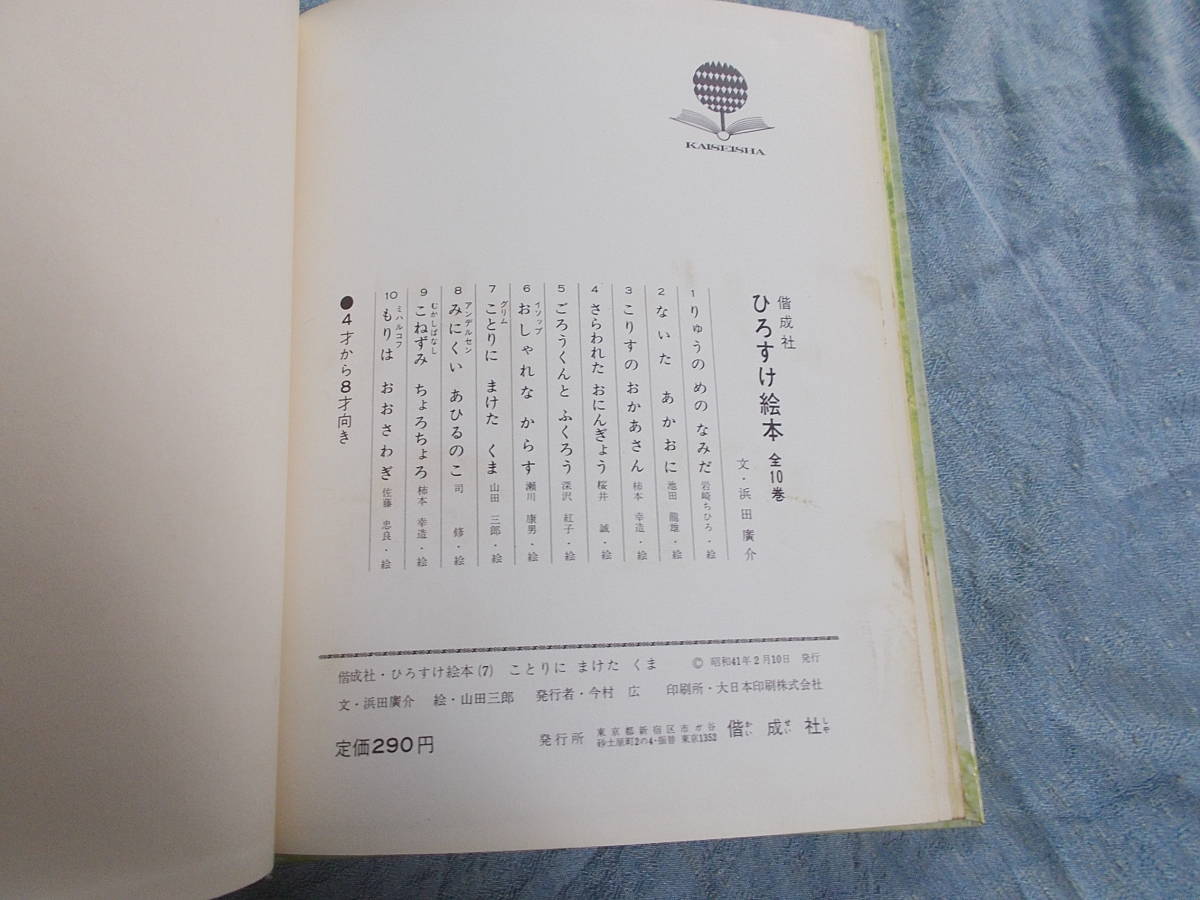 KAISEISHA
偕成社
ひろすけ絵本 全10巻
文・浜田廣介
1 りゅうの めの なみだ 岩崎ちひろ・絵
2 ないた あかおに 池田 龍雄・絵
3 こりすの おかあさん 柿本 幸造・絵
4 さらわれた おにんぎょう 桜井 誠・絵
5 ごろうくんと ふくろう 深沢 紅子・絵
6 イソップ おしゃれな からす 瀬川 康男・絵
7 グリム ことりに まけた くま 山田 三郎・絵
8 アンデルセン みにくい あひるのこ 司 修・絵
9 むかしばなし こねずみ ちょろちょろ 柿本 幸造・絵
10 ミハルコフ もりは おおさわぎ 佐藤 忠良・絵
●4才から8才向き
偕成社・ひろすけ絵本(7) ことりに まけた くま © 昭和41年2月10日 発行
文・浜田廣介 絵・山田三郎 発行者・今村 広 印刷所・大日本印刷株式会社
定価290円 発行所 東京都新宿区市ガ谷 砂土原町2の4・振替 東京1352 偕成社 かい せい しゃ